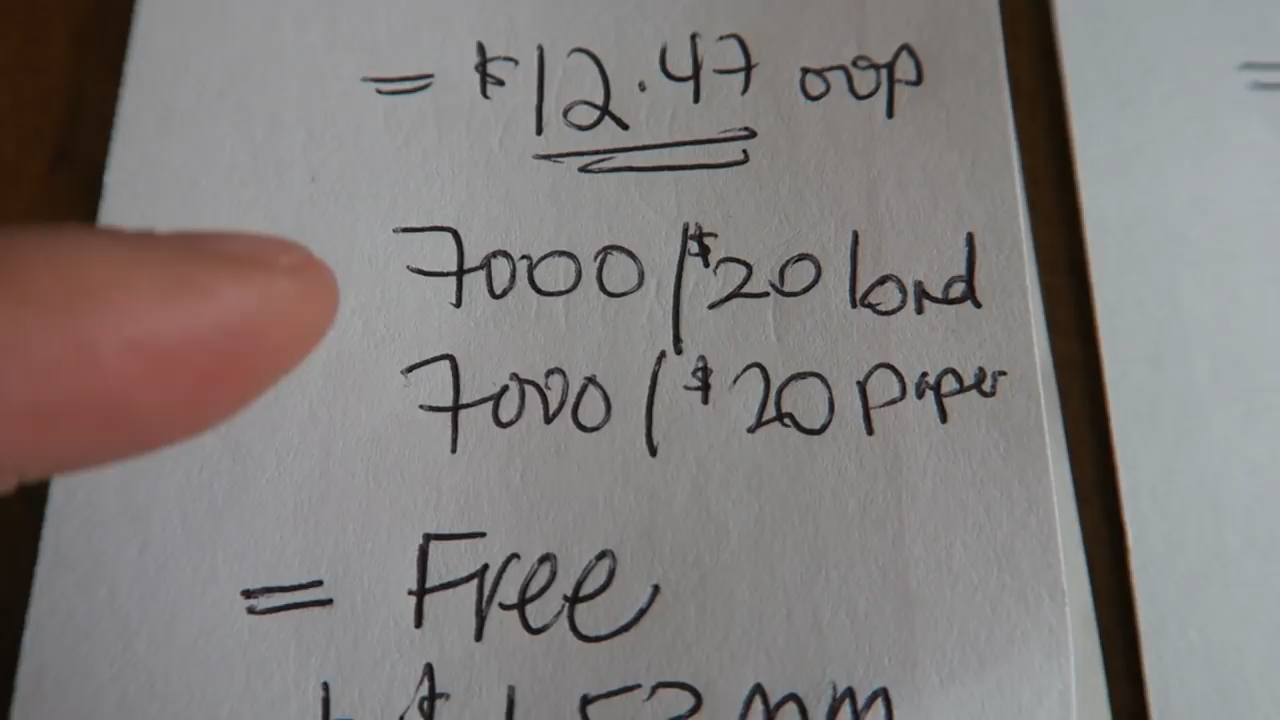 = $12.47 oop
7000 / $20 load
7000 / $20 paper
= Free